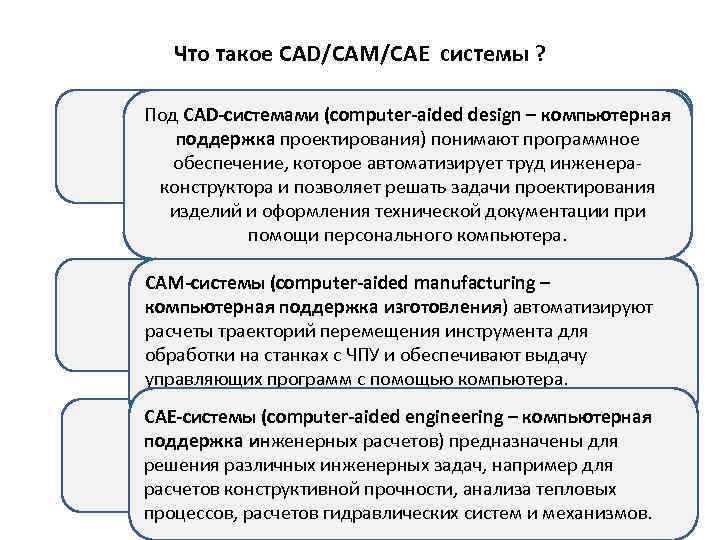 Что такое CAD/CAM/CAE системы ?
Под CAD-системами (computer-aided design – компьютерная
поддержка проектирования) понимают программное
обеспечение, которое автоматизирует труд инженера-
конструктора и позволяет решать задачи проектирования
изделий и оформления технической документации при
помощи персонального компьютера.
CAM-системы (computer-aided manufacturing –
компьютерная поддержка изготовления) автоматизируют
расчеты траекторий перемещения инструмента для
обработки на станках с ЧПУ и обеспечивают выдачу
управляющих программ с помощью компьютера.
CAE-системы (computer-aided engineering – компьютерная
поддержка инженерных расчетов) предназначены для
решения различных инженерных задач, например для
расчетов конструктивной прочности, анализа тепловых
процессов, расчетов гидравлических систем и механизмов.